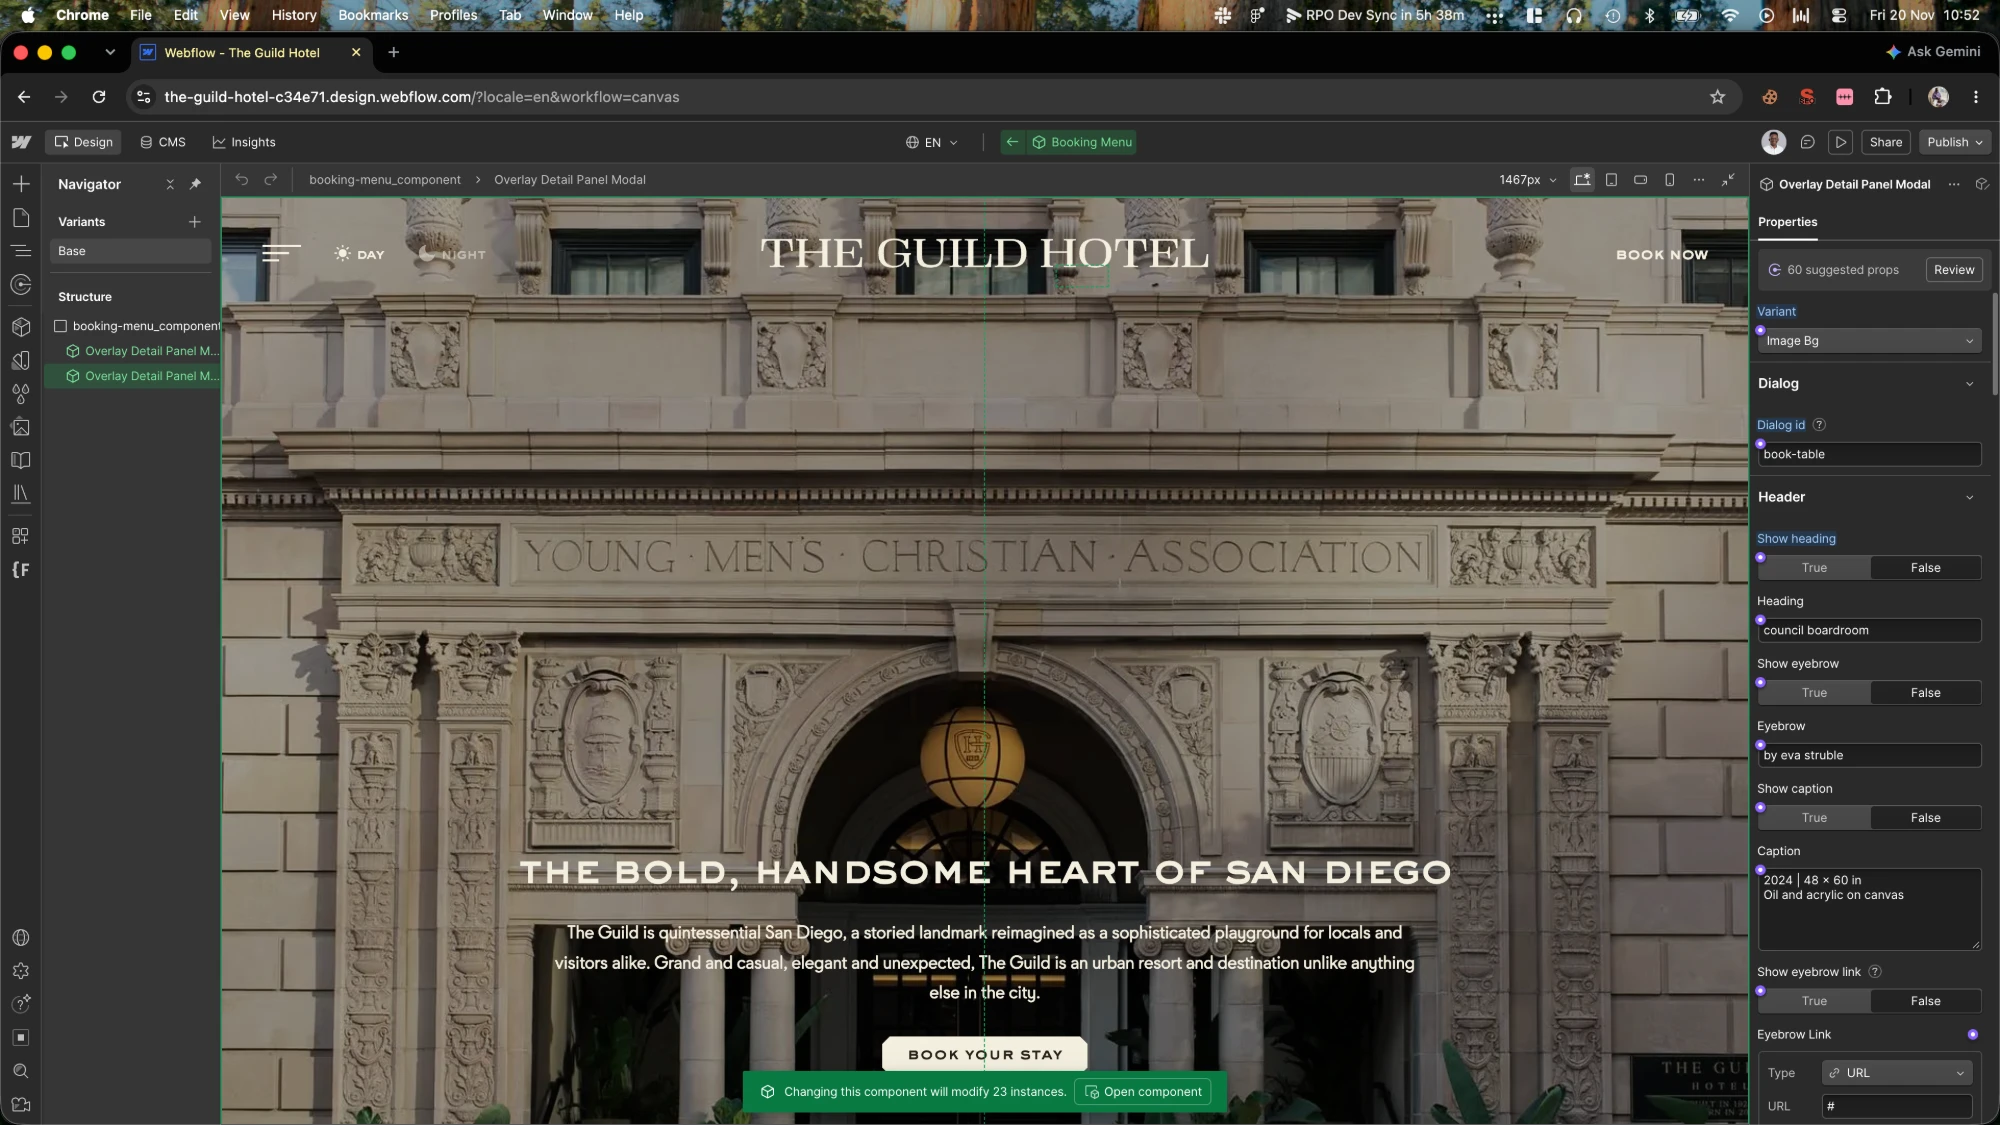 Chrome File Edit View History Bookmarks Profiles Tab Window Help
RPO Dev Sync in 5h 38m
Fri 20 Nov 10:52
Webflow - The Guild Hotel
Ask Gemini
the-guild-hotel-c34e71.design.webflow.com/?locale=en&workflow=canvas
Design CMS Insights
EN
Booking Menu
Share
Publish
Navigator
Variants
Base
Structure
booking-menu_component
Overlay Detail Panel M...
Overlay Detail Panel M...
booking-menu_component > Overlay Detail Panel Modal
1467px
DAY
NIGHT
THE GUILD HOTEL
BOOK NOW
YOUNG · MEN'S · CHRISTIAN · ASSOCIATION
THE BOLD, HANDSOME HEART OF SAN DIEGO
The Guild is quintessential San Diego, a storied landmark reimagined as a sophisticated playground for locals and
visitors alike. Grand and casual, elegant and unexpected, The Guild is an urban resort and destination unlike anything
else in the city.
BOOK YOUR STAY
Changing this component will modify 23 instances.
Open component
THE GUI
HOTEL
Overlay Detail Panel Modal
Properties
60 suggested props
Review
Variant
Image Bg
Dialog
Dialog id
book-table
Header
Show heading
True False
Heading
council boardroom
Show eyebrow
True False
Eyebrow
by eva struble
Show caption
True False
Caption
2024 | 48 × 60 in
Oil and acrylic on canvas
Show eyebrow link
True False
Eyebrow Link
Type URL
URL #